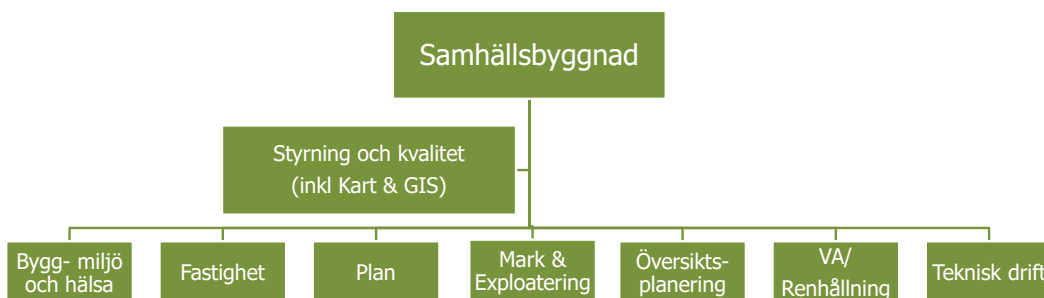 Samhällsbyggnad
Styrning och kvalitet
(inkl Kart & GIS)
Bygg- miljö
och hälsa
Fastighet
Plan
Mark &
Exploatering
Översikts-
planering
VA/
Renhållning
Teknisk drift